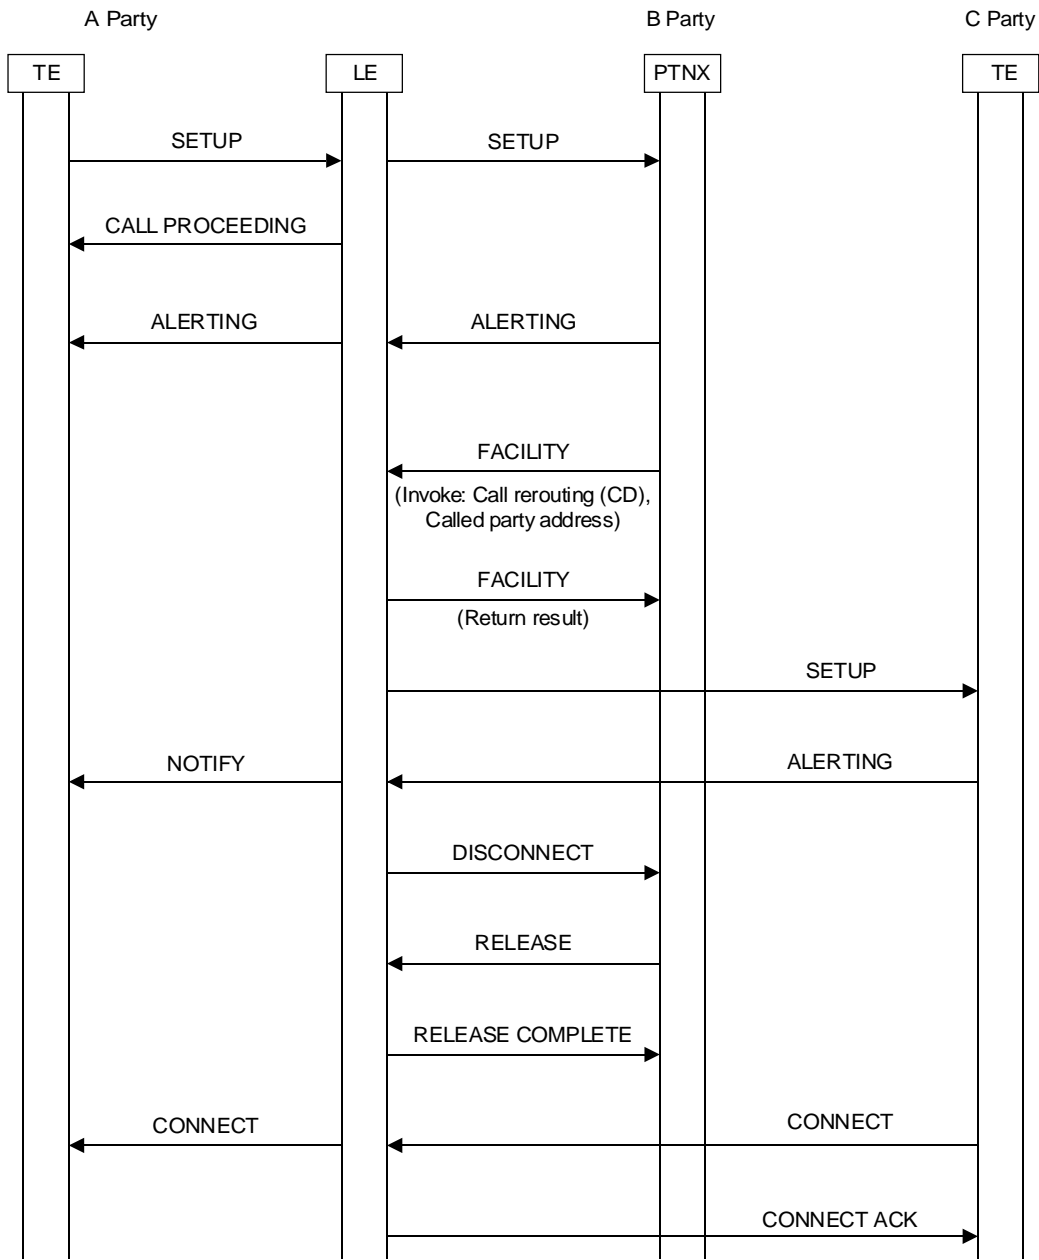 A Party
B Party
C Party
TE
LE
PTNX
TE
SETUP
SETUP
CALL PROCEEDING
ALERTING
ALERTING
FACILITY
(Invoke: Call rerouting (CD),
Called party address)
FACILITY
(Return result)
SETUP
NOTIFY
ALERTING
DISCONNECT
RELEASE
RELEASE COMPLETE
CONNECT
CONNECT
CONNECT ACK